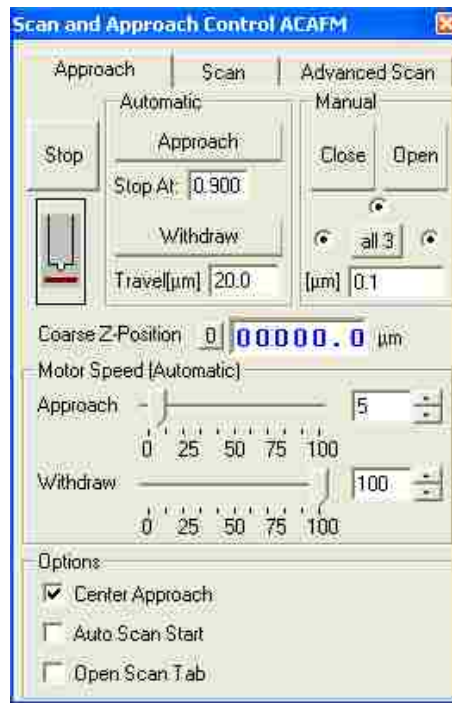 Scan and Approach Control ACAFM
Approach Scan Advanced Scan
Automatic Manual
Stop Approach Close Open
Stop At: 0.900
Withdraw all 3
Travel[µm] 20.0 [µm] 0.1
Coarse Z-Position 0 00000.0 µm
Motor Speed (Automatic)
Approach 5
0 25 50 75 100
Withdraw 100
0 25 50 75 100
Options
Center Approach
Auto Scan Start
Open Scan Tab